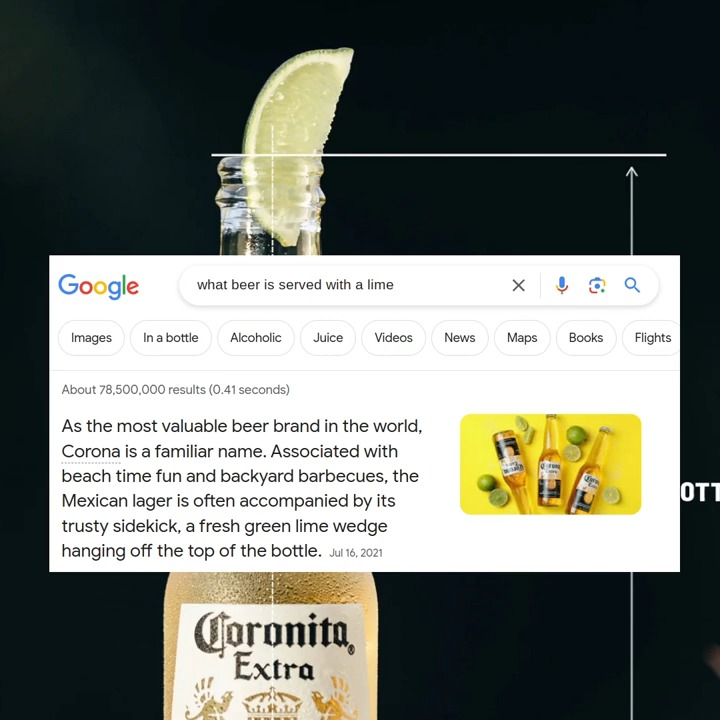 Google
what beer is served with a lime
Images
In a bottle
Alcoholic
Juice
Videos
News
Maps
Books
Flights
About 78,500,000 results (0.41 seconds)
As the most valuable beer brand in the world,
Corona is a familiar name. Associated with
beach time fun and backyard barbecues, the
Mexican lager is often accompanied by its
trusty sidekick, a fresh green lime wedge
hanging off the top of the bottle. Jul 16, 2021
OTT
Coronita
Extra